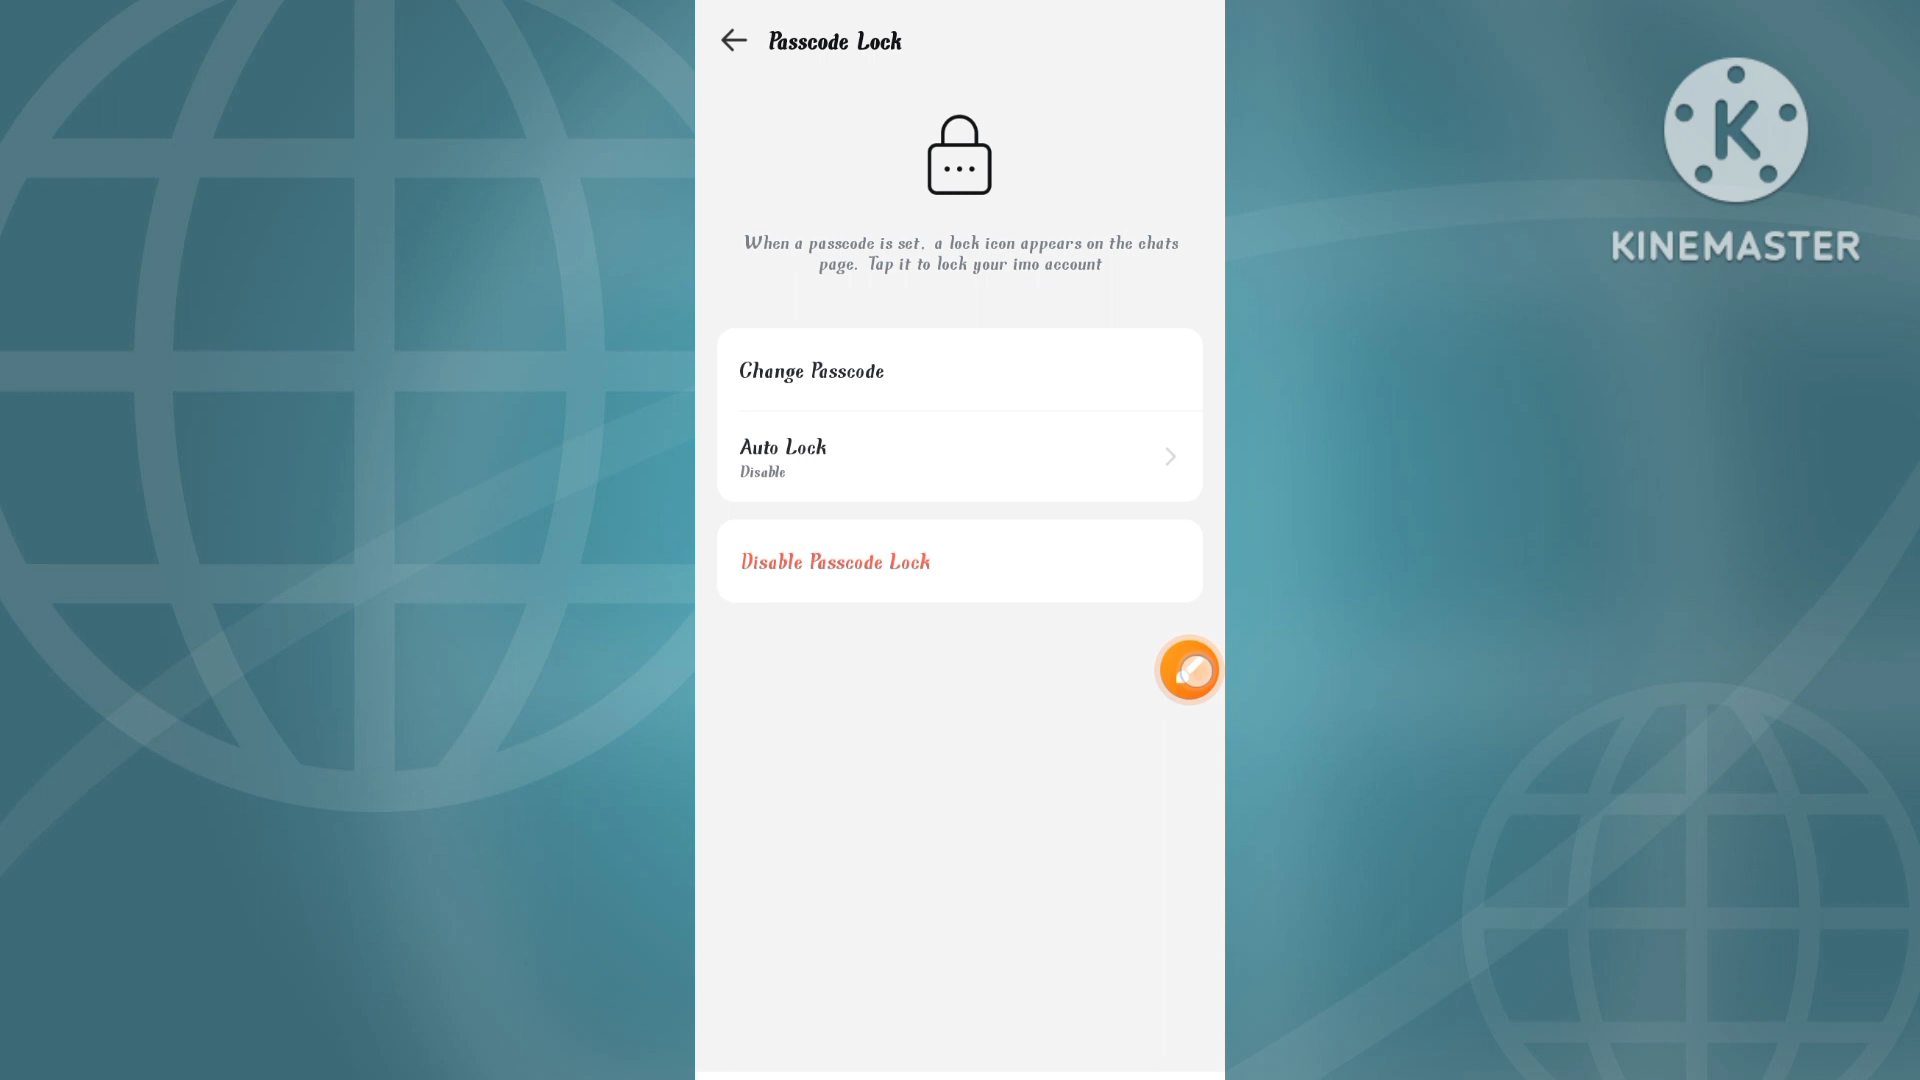 Passcode Lock
When a passcode is set, a lock icon appears on the chats
page. Tap it to lock your imo account
Change Passcode
Auto Lock
Disable
Disable Passcode Lock
K
KINEMASTER